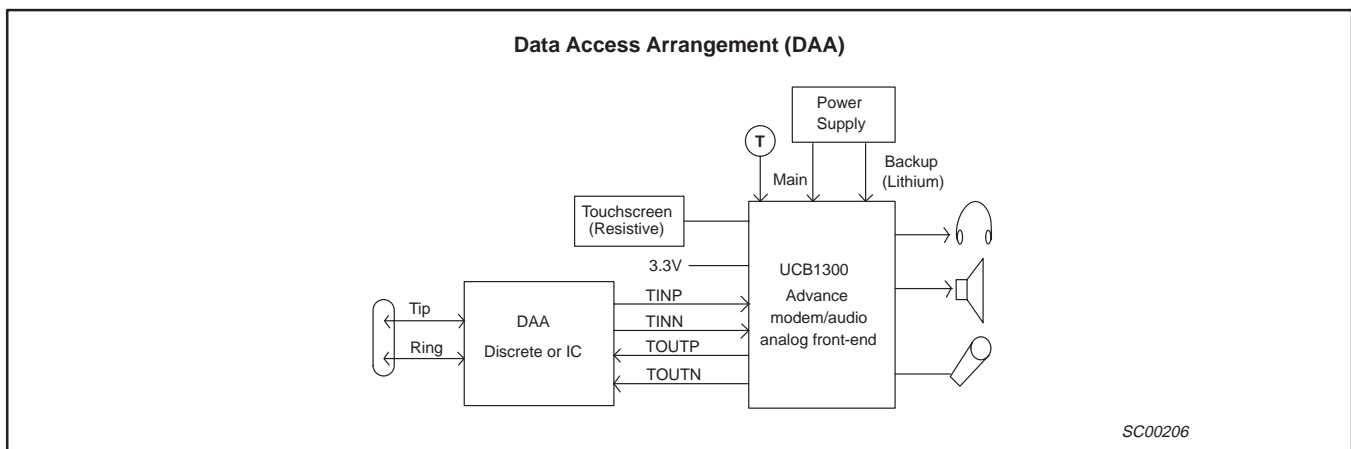 Data Access Arrangement (DAA)
Power
Supply
T
Main
Backup
(Lithium)
Touchscreen
(Resistive)
3.3V
UCB1300
Advance
modem/audio
analog front-end
Tip
Ring
DAA
Discrete or IC
TINP
TINN
TOUTP
TOUTN
SC00206